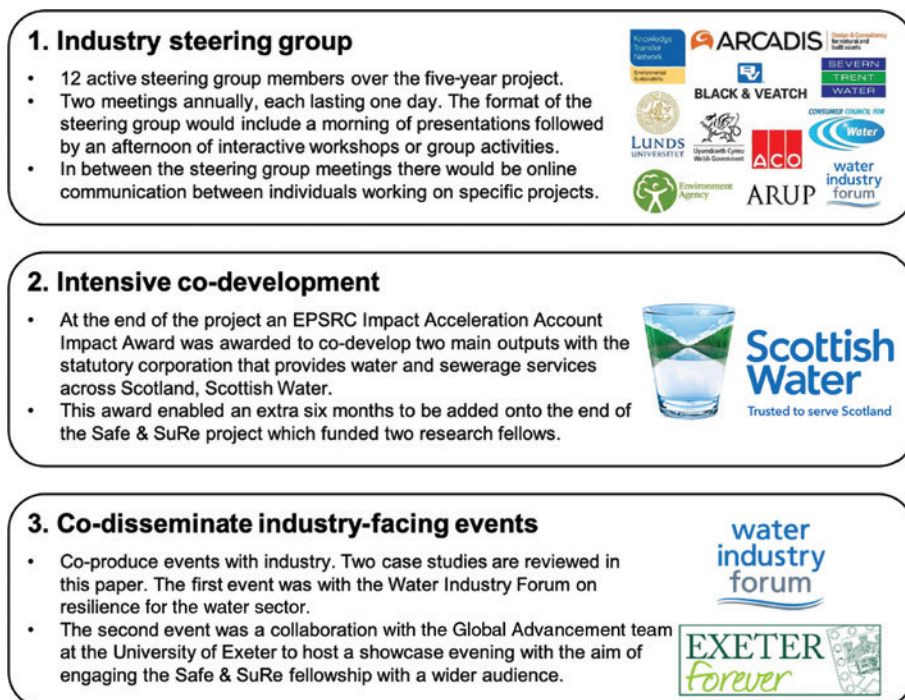 1. Industry steering group
• 12 active steering group members over the five-year project.
• Two meetings annually, each lasting one day. The format of the
steering group would include a morning of presentations followed
by an afternoon of interactive workshops or group activities.
• In between the steering group meetings there would be online
communication between individuals working on specific projects.
Knowledge
Transfer
Network
Environmental
Sustainability
ARCADIS
Design & Consultancy
for natural and
built assets
BLACK & VEATCH
SEVERN
TRENT
WATER
LUNDS
UNIVERSITET
Llywodraeth Cymru
Welsh Government
ACO
CONSUMER COUNCIL FOR
Water
Environment
Agency
ARUP
water
industry
forum
2. Intensive co-development
• At the end of the project an EPSRC Impact Acceleration Account
Impact Award was awarded to co-develop two main outputs with the
statutory corporation that provides water and sewerage services
across Scotland, Scottish Water.
• This award enabled an extra six months to be added onto the end of
the Safe & SuRe project which funded two research fellows.
Scottish
Water
Trusted to serve Scotland
3. Co-disseminate industry-facing events
• Co-produce events with industry. Two case studies are reviewed in
this paper. The first event was with the Water Industry Forum on
resilience for the water sector.
• The second event was a collaboration with the Global Advancement team
at the University of Exeter to host a showcase evening with the aim of
engaging the Safe & SuRe fellowship with a wider audience.
water
industry
forum
EXETER
forever